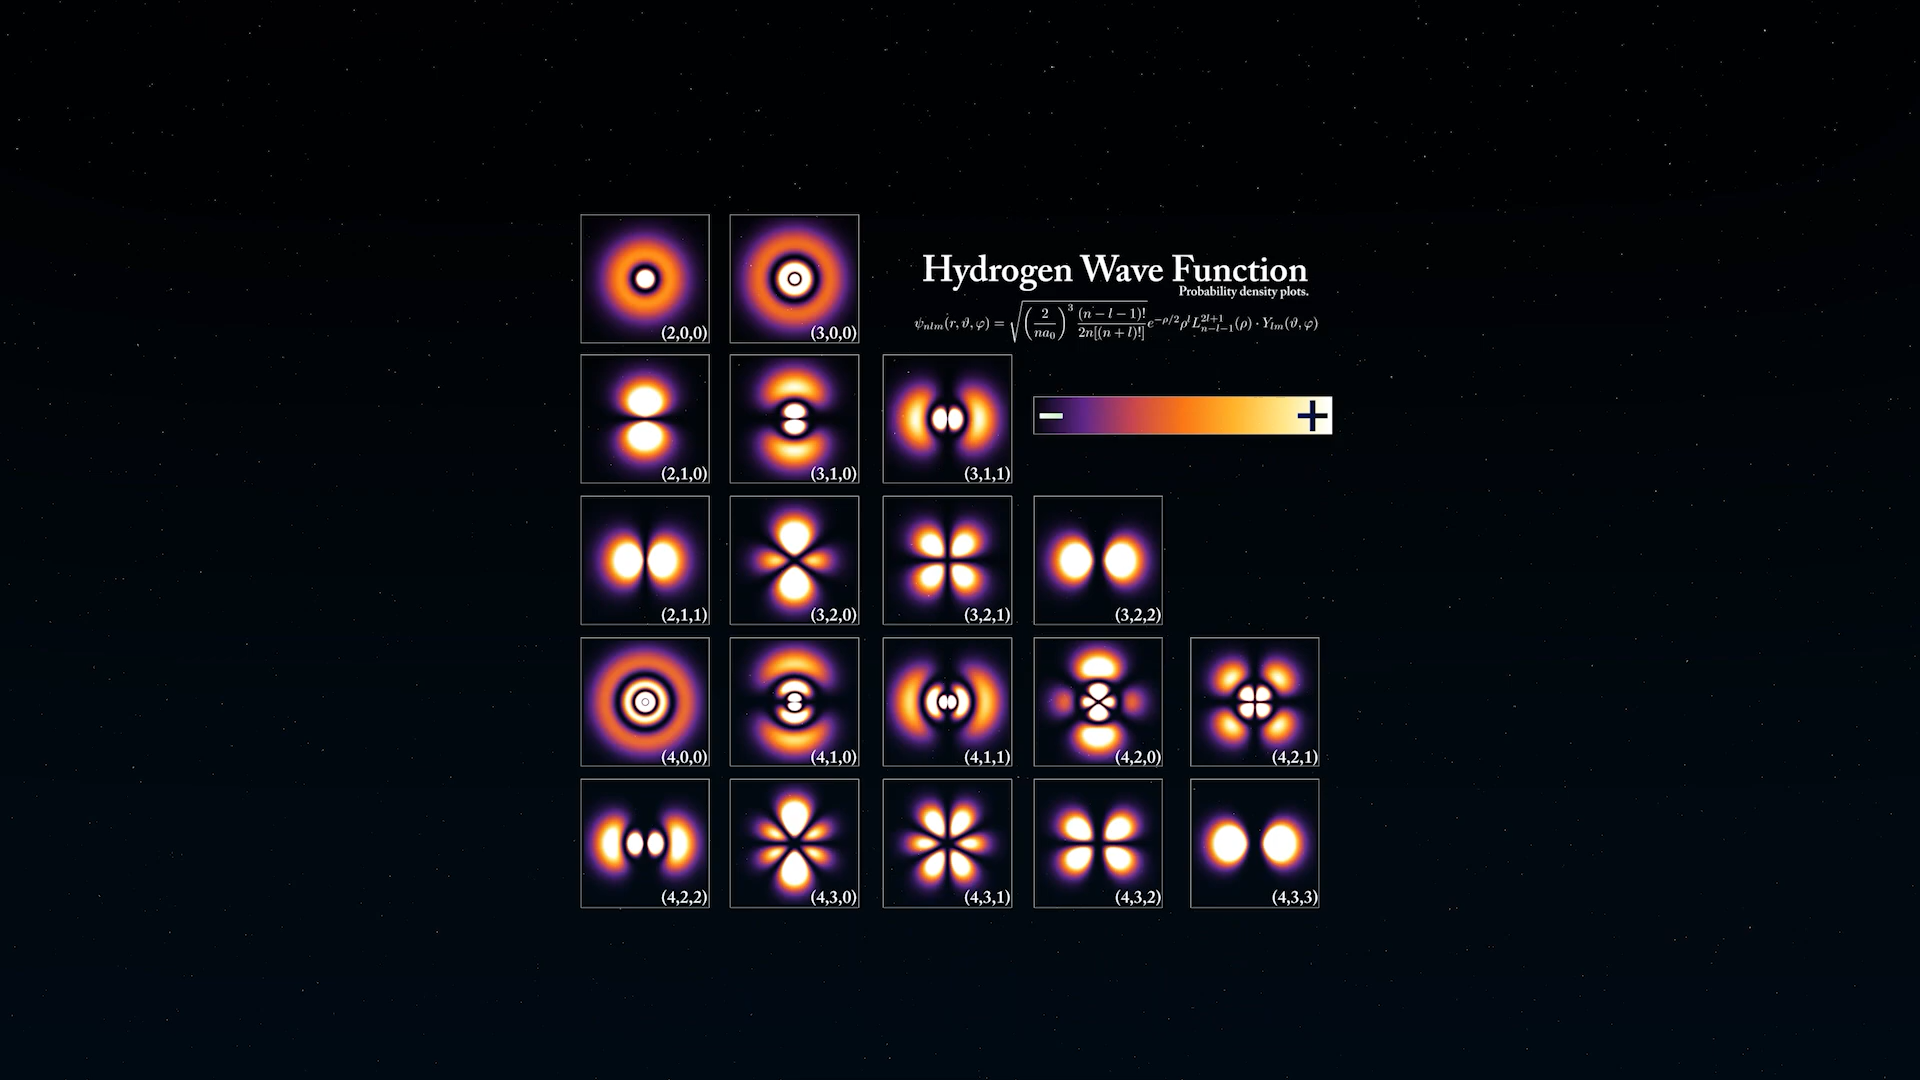 (2,0,0) (3,0,0)
Hydrogen Wave Function
Probability density plots.
ψₙₗₘ(r, ϑ, φ) = √((2/na₀)³ (n − l − 1)!/2n[(n + l)!]) e^{−ρ/2} ρ^l L_{n−l−1}^{2l+1}(ρ) · Yₗₘ(ϑ, φ)
(2,1,0) (3,1,0) (3,1,1)
− +
(2,1,1) (3,2,0) (3,2,1) (3,2,2)
(4,0,0) (4,1,0) (4,1,1) (4,2,0) (4,2,1)
(4,2,2) (4,3,0) (4,3,1) (4,3,2) (4,3,3)